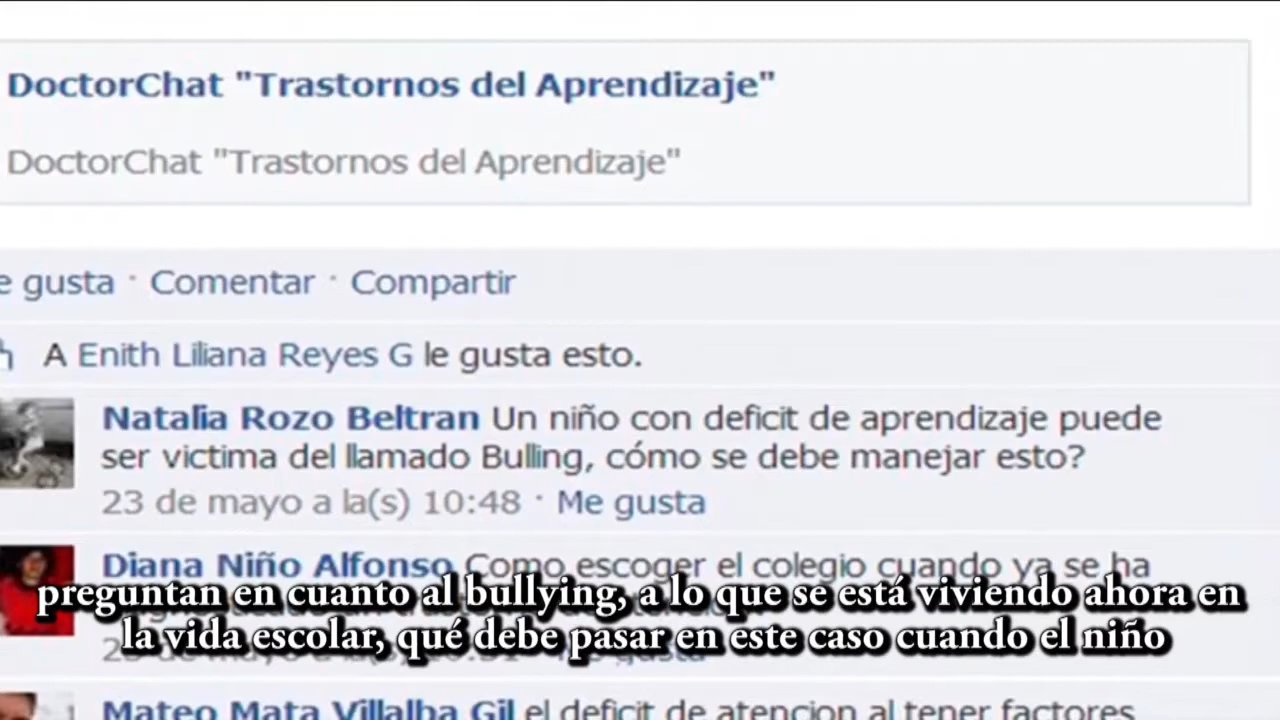 DoctorChat "Trastornos del Aprendizaje"
DoctorChat "Trastornos del Aprendizaje"
e gusta · Comentar · Compartir
A Enith Liliana Reyes G le gusta esto.
Natalia Rozo Beltran Un niño con deficit de aprendizaje puede
ser victima del llamado Bulling, cómo se debe manejar esto?
23 de mayo a la(s) 10:48 · Me gusta
Diana Niño Alfonso Como escoger el colegio cuando ya se ha
preguntan en cuanto al bullying, a lo que se está viviendo ahora en
la vida escolar, qué debe pasar en este caso cuando el niño
Mateo Mata Villalba Gil el deficit de atencion al tener factores